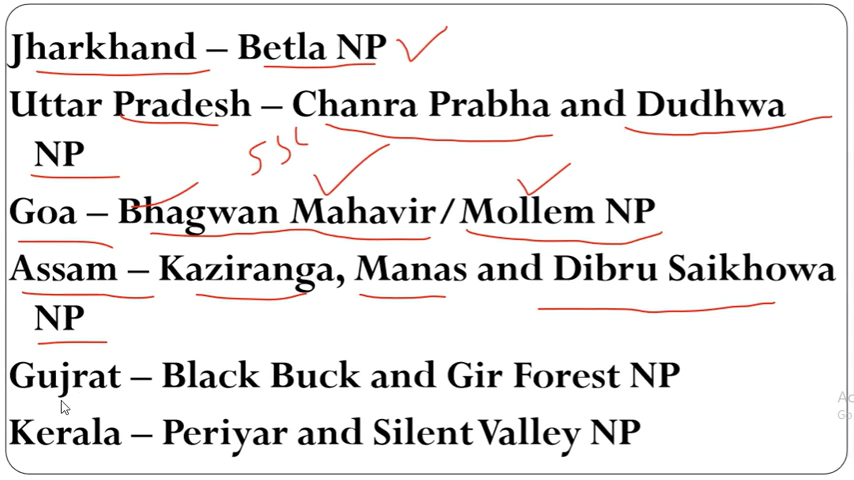 Jharkhand – Betla NP
Uttar Pradesh – Chanra Prabha and Dudhwa
NP
SSC
Goa – Bhagwan Mahavir/Mollem NP
Assam – Kaziranga, Manas and Dibru Saikhowa
NP
Gujrat – Black Buck and Gir Forest NP
Kerala – Periyar and Silent Valley NP